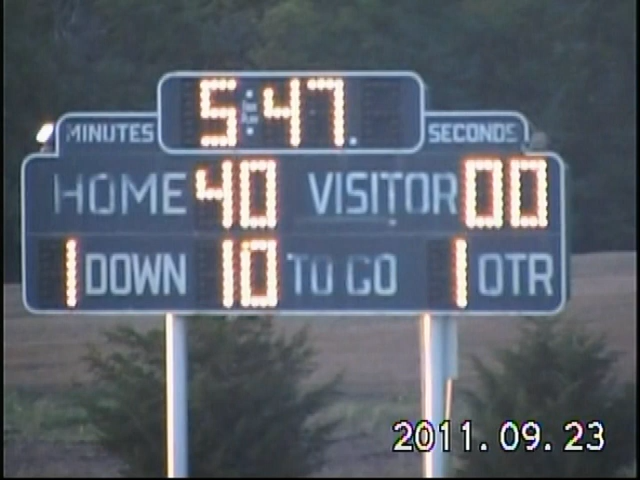 5:47
MINUTES SECONDS
HOME 40 VISITOR 00
1 DOWN 10 TO GO 1 QTR
2011.09.23